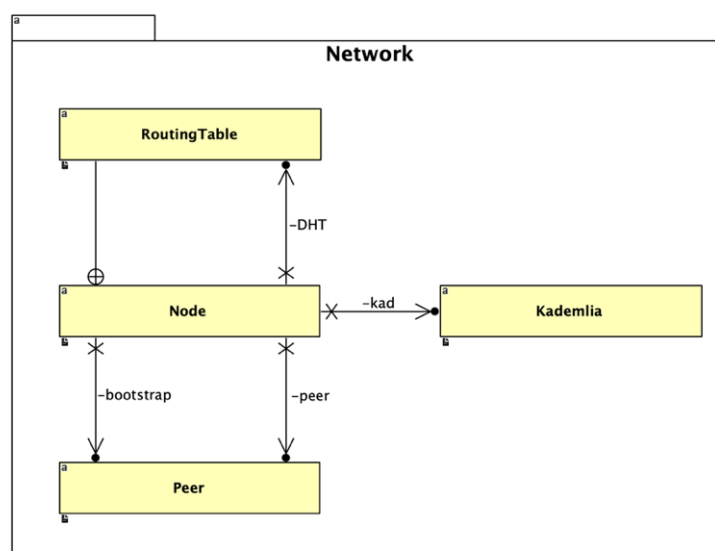 a
Network
a
RoutingTable
-DHT
a
Node
-kad
a
Kademlia
-bootstrap
-peer
a
Peer